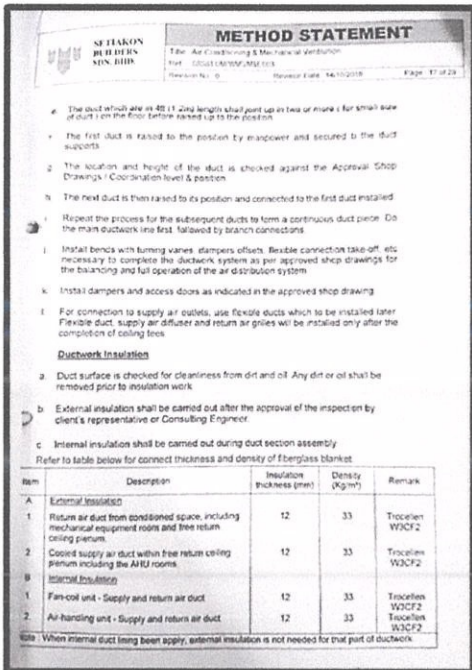 SETIAKON
BUILDERS
SDN. BHD.
METHOD STATEMENT
Title: Air Conditioning & Mechanical Ventilation
Revision No.: 0 Revision Date: 14/10/2018 Page: 17 of 29
e. The duct which are in 4ft (1.2m) length shall joint up in two or more ( for small size
of duct ) on the floor before raised up to the position.
The first duct is raised to the position by manpower and secured b the duct
supports.
g. The location and height of the duct is checked against the Approval Shop
Drawings / Coordination level & position.
h. The next duct is then raised to its position and connected to the first duct installed.
i. Repeat the process for the subsequent ducts to form a continuous duct piece. Do
the main ductwork line first, followed by branch connections.
j. Install bends with turning vanes, dampers offsets, flexible connection take-off, etc
necessary to complete the ductwork system as per approved shop drawings for
the balancing and full operation of the air distribution system
k. Install dampers and access doors as indicated in the approved shop drawing.
l. For connection to supply air outlets, use flexible ducts which to be installed later.
Flexible duct, supply air diffuser and return air grilles will be installed only after the
completion of ceiling tees
Ductwork Insulation
a. Duct surface is checked for cleanliness from dirt and oil. Any dirt or oil shall be
removed prior to insulation work.
b. External insulation shall be carried out after the approval of the inspection by
client's representative or Consulting Engineer.
c. Internal insulation shall be carried out during duct section assembly
Refer to table below for connect thickness and density of fiberglass blanket.
Item Description Insulation thickness (mm) Density (Kg/m³) Remark
A External Insulation
1 Return air duct from conditioned space, including mechanical equipment room and free return ceiling plenum. 12 33 Trocellen W3CF2
2 Cooled supply air duct within free return ceiling plenum including the AHU rooms. 12 33 Trocellen W3CF2
B Internal Insulation
1. Fan-coil unit - Supply and return air duct 12 33 Trocellen W3CF2
2. Air-handling unit - Supply and return air duct 12 33 Trocellen W3CF2
Note : When internal duct lining been apply, external insulation is not needed for that part of ductwork